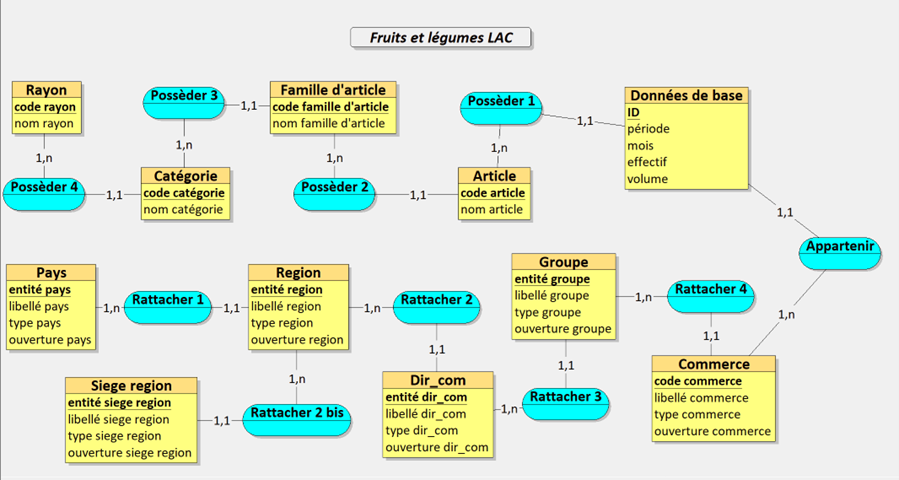 Fruits et légumes LAC
Rayon
code rayon
nom rayon
1,n
Possèder 4
1,1
Catégorie
code catégorie
nom catégorie
1,n
Possèder 3
1,1
Famille d'article
code famille d'article
nom famille d'article
1,n
Possèder 2
1,1
Article
code article
nom article
1,n
Possèder 1
1,1
Données de base
ID
période
mois
effectif
volume
1,1
Appartenir
1,n
Pays
entité pays
libellé pays
type pays
ouverture pays
1,n
Rattacher 1
1,1
Region
entité region
libellé region
type region
ouverture region
1,n
Rattacher 2
1,1
1,n
Rattacher 2 bis
1,1
Siege region
entité siege region
libellé siege region
type siege region
ouverture siege region
Dir_com
entité dir_com
libellé dir_com
type dir_com
ouverture dir_com
1,n
Rattacher 3
1,1
Groupe
entité groupe
libellé groupe
type groupe
ouverture groupe
1,n
Rattacher 4
1,1
Commerce
code commerce
libellé commerce
type commerce
ouverture commerce